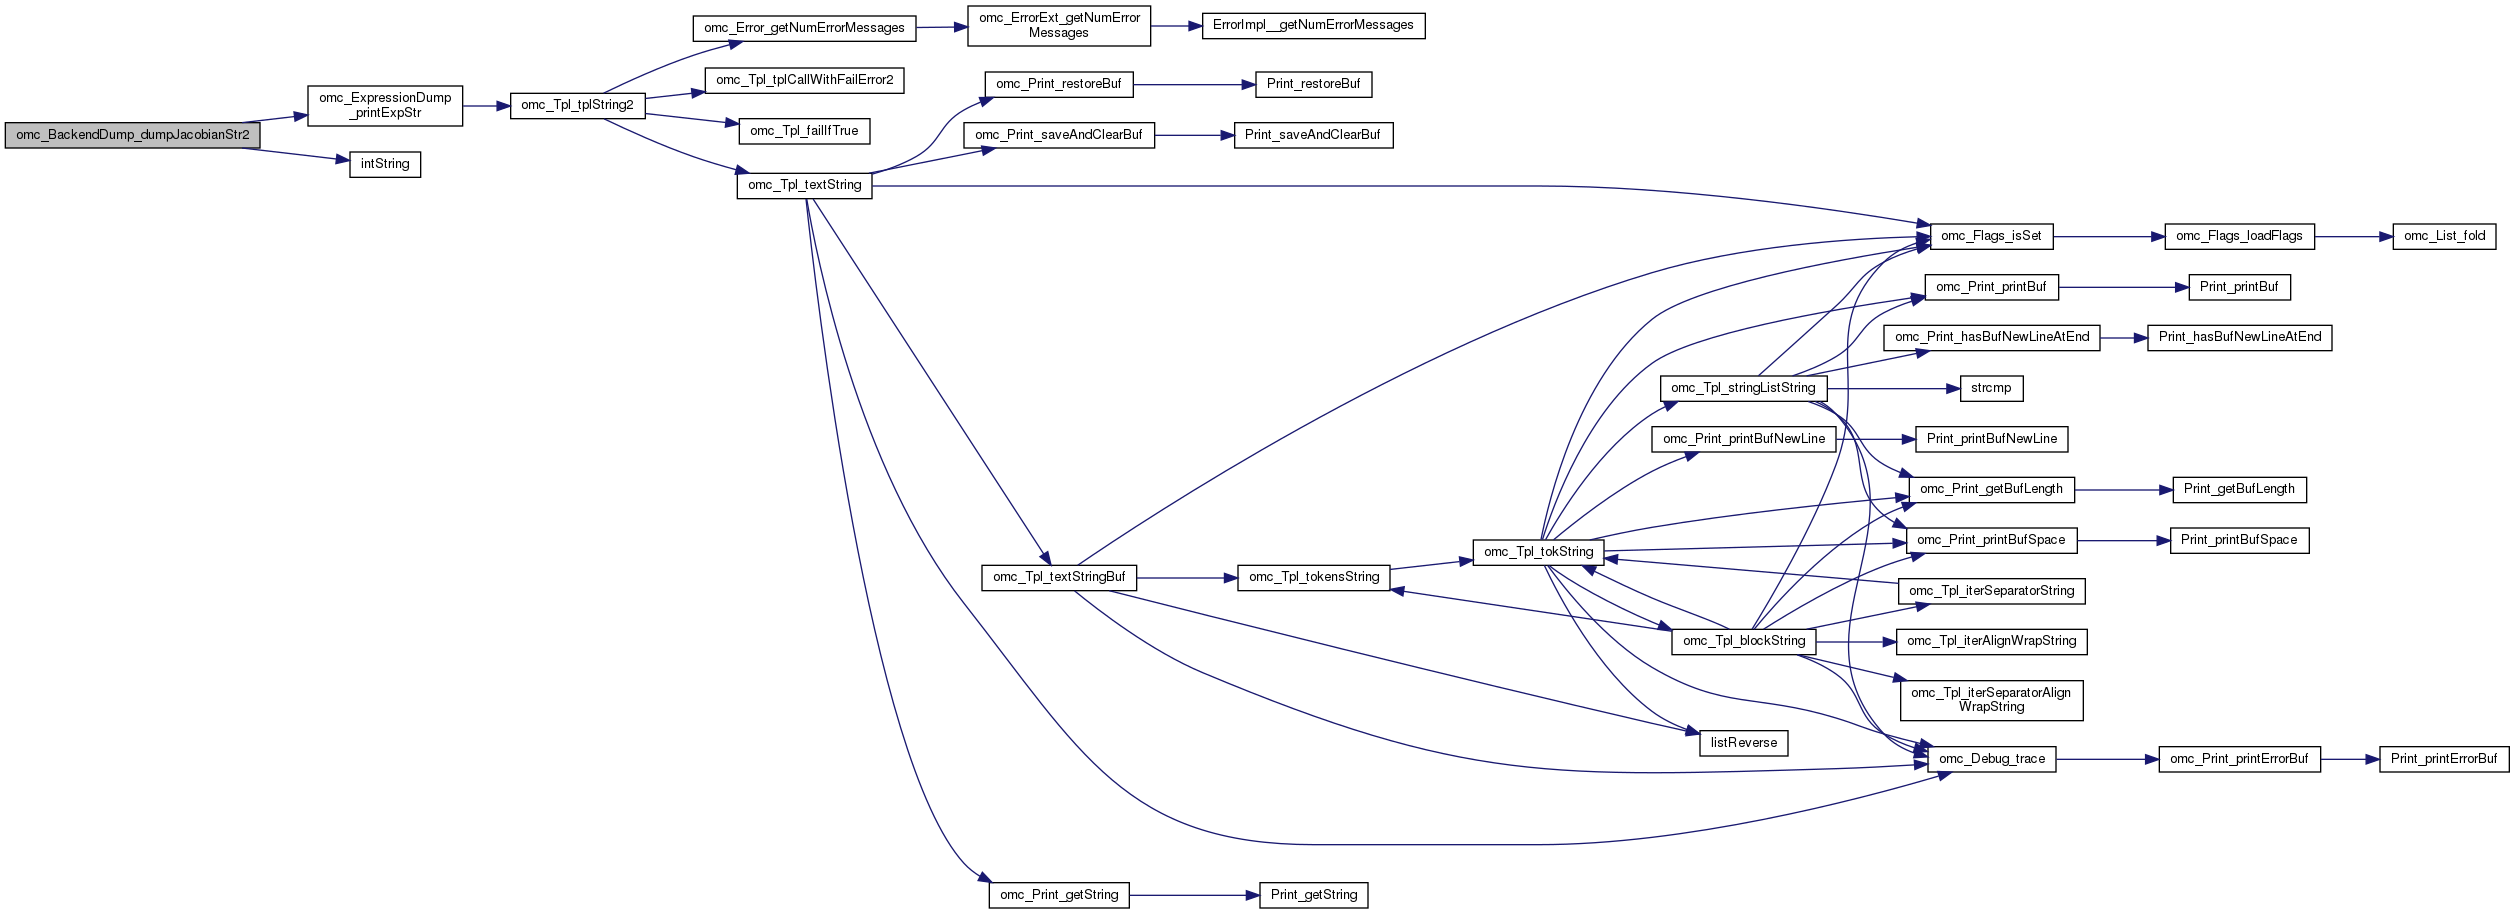 omc_BackendDump_dumpJacobianStr2
omc_ExpressionDump
_printExpStr
intString
omc_Tpl_tplString2
omc_Error_getNumErrorMessages
omc_Tpl_tplCallWithFailError2
omc_Tpl_failIfTrue
omc_Tpl_textString
omc_ErrorExt_getNumError
Messages
ErrorImpl__getNumErrorMessages
omc_Print_restoreBuf
Print_restoreBuf
omc_Print_saveAndClearBuf
Print_saveAndClearBuf
omc_Tpl_textStringBuf
omc_Print_getString
Print_getString
omc_Tpl_tokensString
omc_Tpl_tokString
omc_Tpl_stringListString
omc_Print_printBufNewLine
omc_Tpl_blockString
listReverse
omc_Flags_isSet
omc_Flags_loadFlags
omc_List_fold
omc_Print_printBuf
Print_printBuf
omc_Print_hasBufNewLineAtEnd
Print_hasBufNewLineAtEnd
strcmp
Print_printBufNewLine
omc_Print_getBufLength
Print_getBufLength
omc_Print_printBufSpace
Print_printBufSpace
omc_Tpl_iterSeparatorString
omc_Tpl_iterAlignWrapString
omc_Tpl_iterSeparatorAlign
WrapString
omc_Debug_trace
omc_Print_printErrorBuf
Print_printErrorBuf